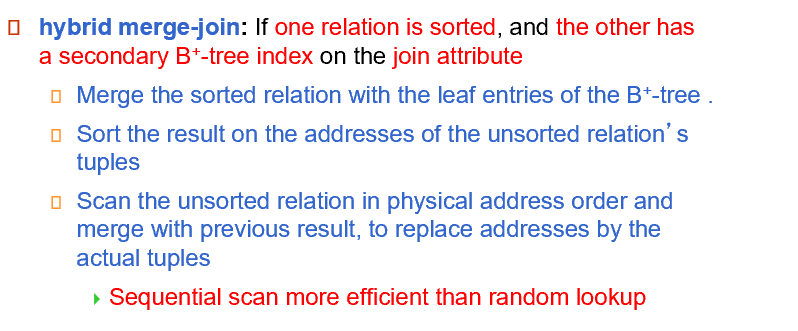 hybrid merge-join: If one relation is sorted, and the other has
a secondary B+-tree index on the join attribute
Merge the sorted relation with the leaf entries of the B+-tree .
Sort the result on the addresses of the unsorted relation's
tuples
Scan the unsorted relation in physical address order and
merge with previous result, to replace addresses by the
actual tuples
Sequential scan more efficient than random lookup